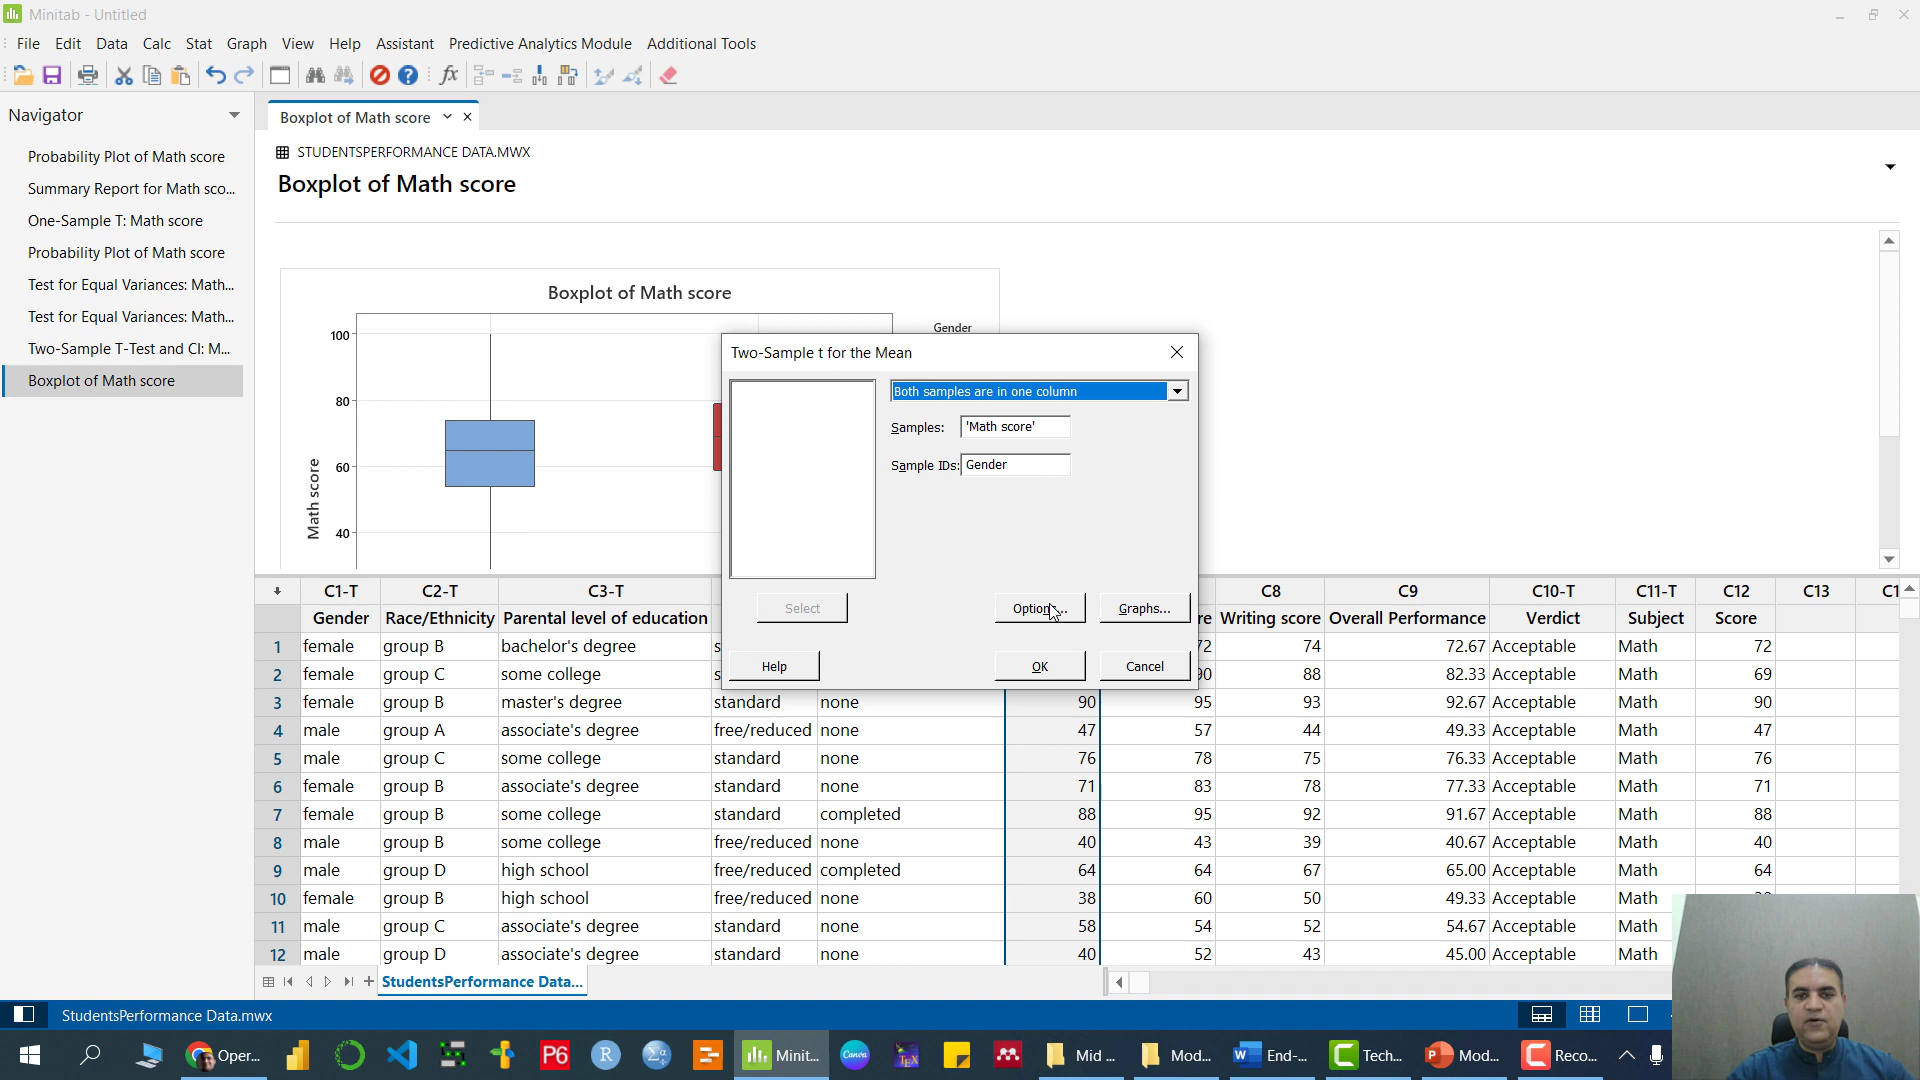 Minitab - Untitled
File Edit Data Calc Stat Graph View Help Assistant Predictive Analytics Module Additional Tools
Navigator
Probability Plot of Math score
Summary Report for Math sco...
One-Sample T: Math score
Probability Plot of Math score
Test for Equal Variances: Math...
Test for Equal Variances: Math...
Two-Sample T-Test and CI: M...
Boxplot of Math score
Boxplot of Math score
STUDENTSPERFORMANCE DATA.MWX
Boxplot of Math score
Boxplot of Math score
Gender
100
80
60
40
Math score
Two-Sample t for the Mean
Both samples are in one column
Samples: 'Math score'
Sample IDs: Gender
Select Options... Graphs...
Help OK Cancel
C1-T C2-T C3-T C8 C9 C10-T C11-T C12 C13 C1
Gender Race/Ethnicity Parental level of education re Writing score Overall Performance Verdict Subject Score
1 female group B bachelor's degree s 72 74 72.67 Acceptable Math 72
2 female group C some college s 90 88 82.33 Acceptable Math 69
3 female group B master's degree standard none 90 95 93 92.67 Acceptable Math 90
4 male group A associate's degree free/reduced none 47 57 44 49.33 Acceptable Math 47
5 male group C some college standard none 76 78 75 76.33 Acceptable Math 76
6 female group B associate's degree standard none 71 83 78 77.33 Acceptable Math 71
7 female group B some college standard completed 88 95 92 91.67 Acceptable Math 88
8 male group B some college free/reduced none 40 43 39 40.67 Acceptable Math 40
9 male group D high school free/reduced completed 64 64 67 65.00 Acceptable Math 64
10 female group B high school free/reduced none 38 60 50 49.33 Acceptable Math
11 male group C associate's degree standard none 58 54 52 54.67 Acceptable Math
12 male group D associate's degree standard none 40 52 43 45.00 Acceptable Math
StudentsPerformance Data...
StudentsPerformance Data.mwx
Oper... P6 R Minit... Canva TeX Mid ... Mod... End-... Tech... Mod... Reco...